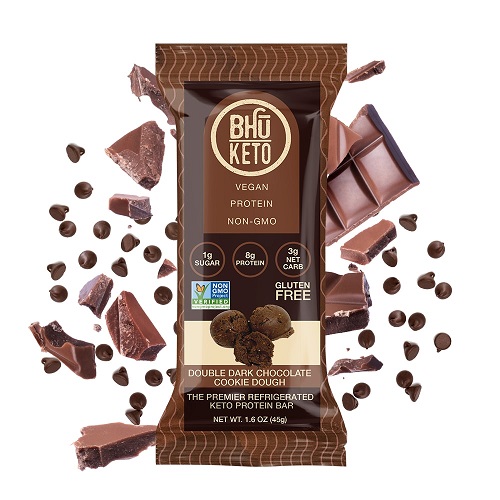 BHU
KETO
VEGAN
PROTEIN
NON-GMO
1g
SUGAR
8g
PROTEIN
3g
NET
CARB
NON
GMO
Project
VERIFIED
GLUTEN
FREE
DOUBLE DARK CHOCOLATE
COOKIE DOUGH
THE PREMIER REFRIGERATED
KETO PROTEIN BAR
NET WT. 1.6 OZ (45g)